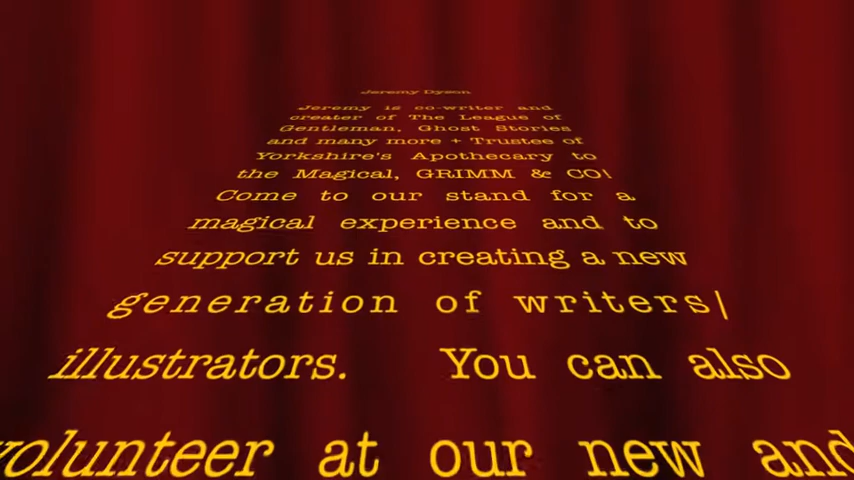 Jeremy Dyson
Jeremy is co-writer and
creater of The League of
Gentleman, Ghost Stories
and many more + Trustee of
Yorkshire's Apothecary to
the Magical, GRIMM & CO!
Come to our stand for a
magical experience and to
support us in creating a new
generation of writers|
illustrators. You can also
volunteer at our new and